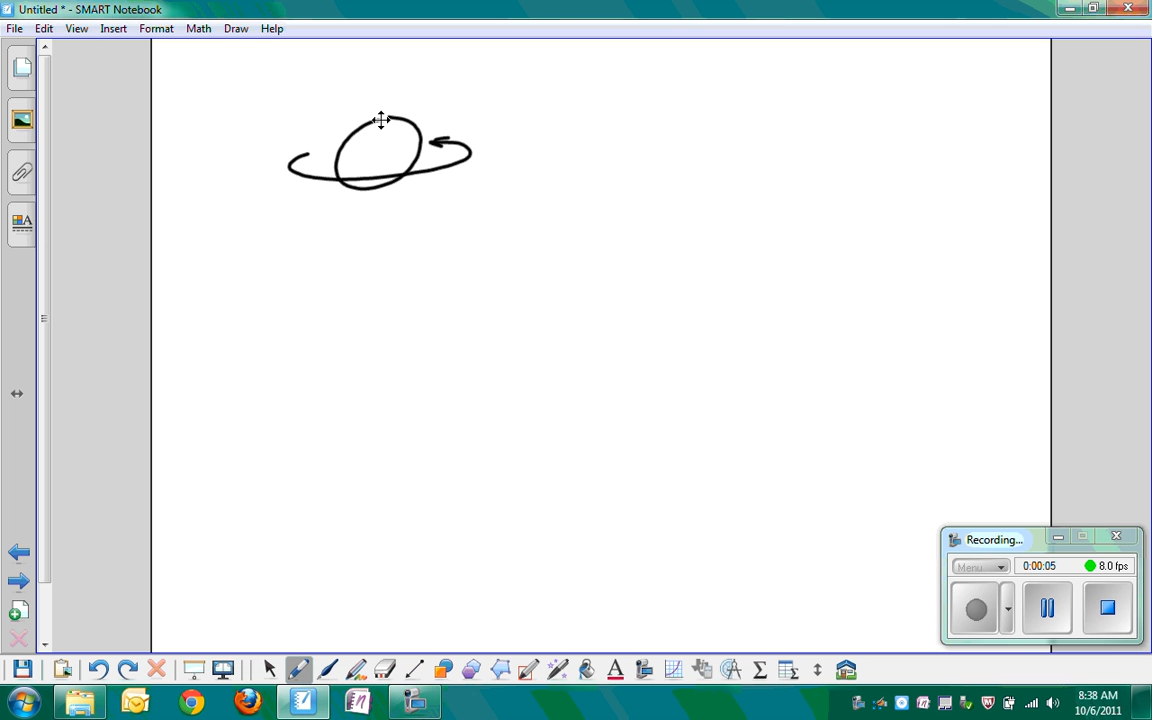 Untitled * - SMART Notebook
File Edit View Insert Format Math Draw Help
Recording...
Menu 0:00:05 8.0 fps
8:38 AM
10/6/2011